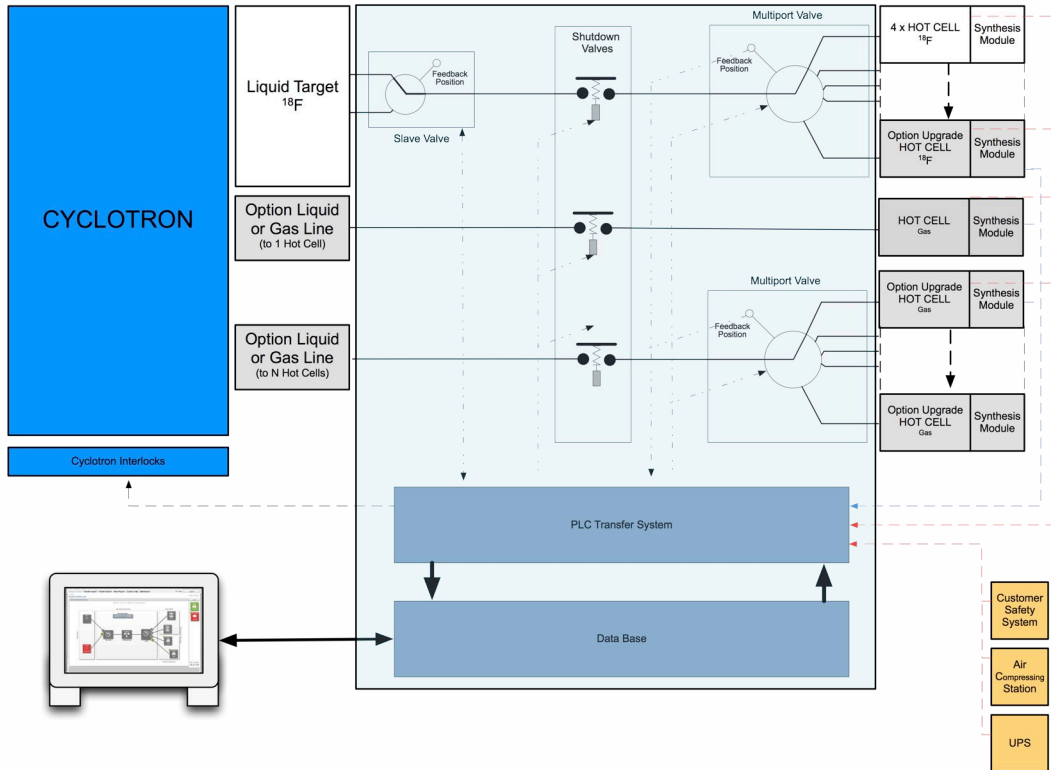 CYCLOTRON
Cyclotron Interlocks
Liquid Target
18F
Option Liquid
or Gas Line
(to 1 Hot Cell)
Option Liquid
or Gas Line
(to N Hot Cells)
Feedback
Position
Slave Valve
Shutdown
Valves
Multiport Valve
Feedback
Position
Multiport Valve
Feedback
Position
4 x HOT CELL
18F
Synthesis
Module
Option Upgrade
HOT CELL
18F
Synthesis
Module
HOT CELL
Gas
Synthesis
Module
Option Upgrade
HOT CELL
Gas
Synthesis
Module
Option Upgrade
HOT CELL
Gas
Synthesis
Module
PLC Transfer System
Data Base
Customer
Safety
System
Air
Compressing
Station
UPS